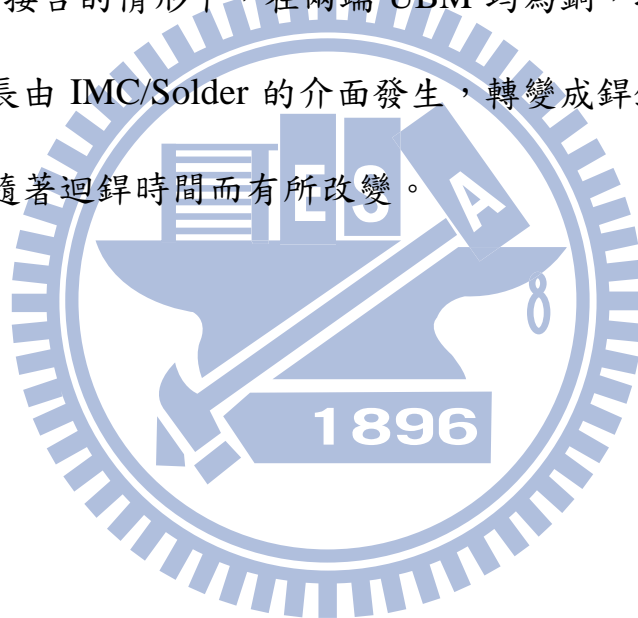 接合的情形下，在兩端 UBM 均為銅，
長由 IMC/Solder 的介面發生，轉變成銲
隨著迴銲時間而有所改變。
E S A
1896